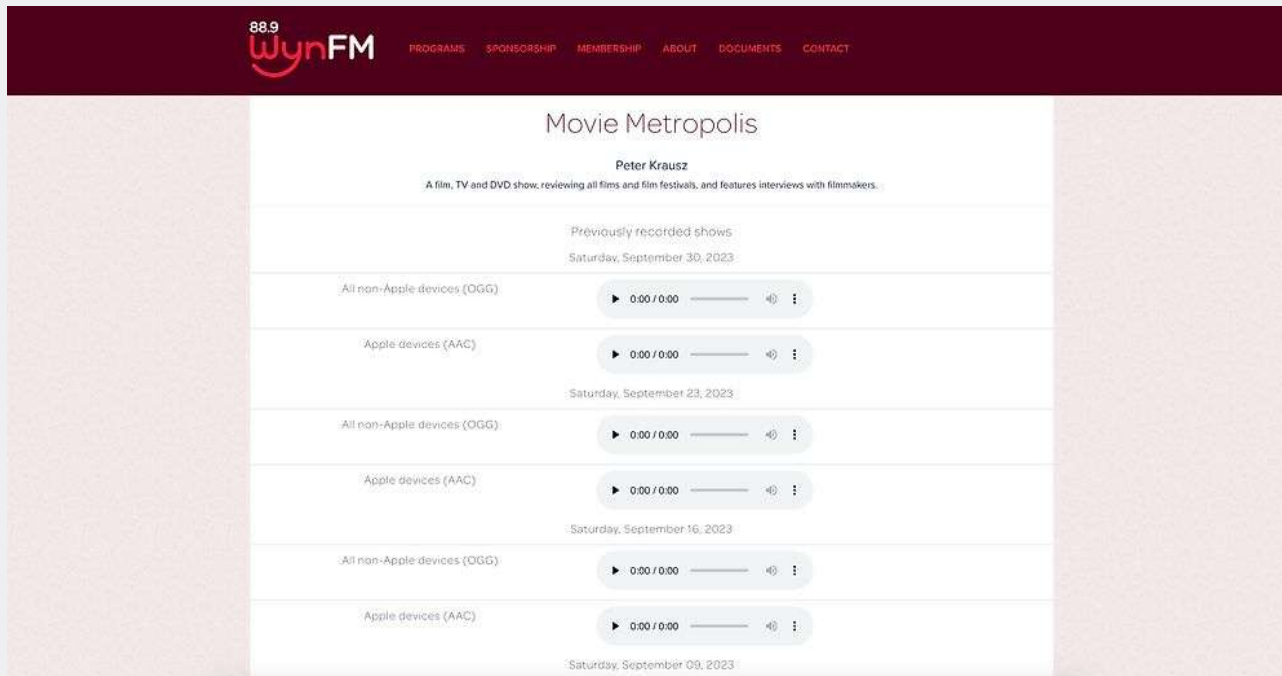 88.9
WynFM
PROGRAMS SPONSORSHIP MEMBERSHIP ABOUT DOCUMENTS CONTACT
Movie Metropolis
Peter Krausz
A film, TV and DVD show, reviewing all films and film festivals, and features interviews with filmmakers.
Previously recorded shows
Saturday, September 30, 2023
All non-Apple devices (OGG) 0:00 / 0:00
Apple devices (AAC) 0:00 / 0:00
Saturday, September 23, 2023
All non-Apple devices (OGG) 0:00 / 0:00
Apple devices (AAC) 0:00 / 0:00
Saturday, September 16, 2023
All non-Apple devices (OGG) 0:00 / 0:00
Apple devices (AAC) 0:00 / 0:00
Saturday, September 09, 2023